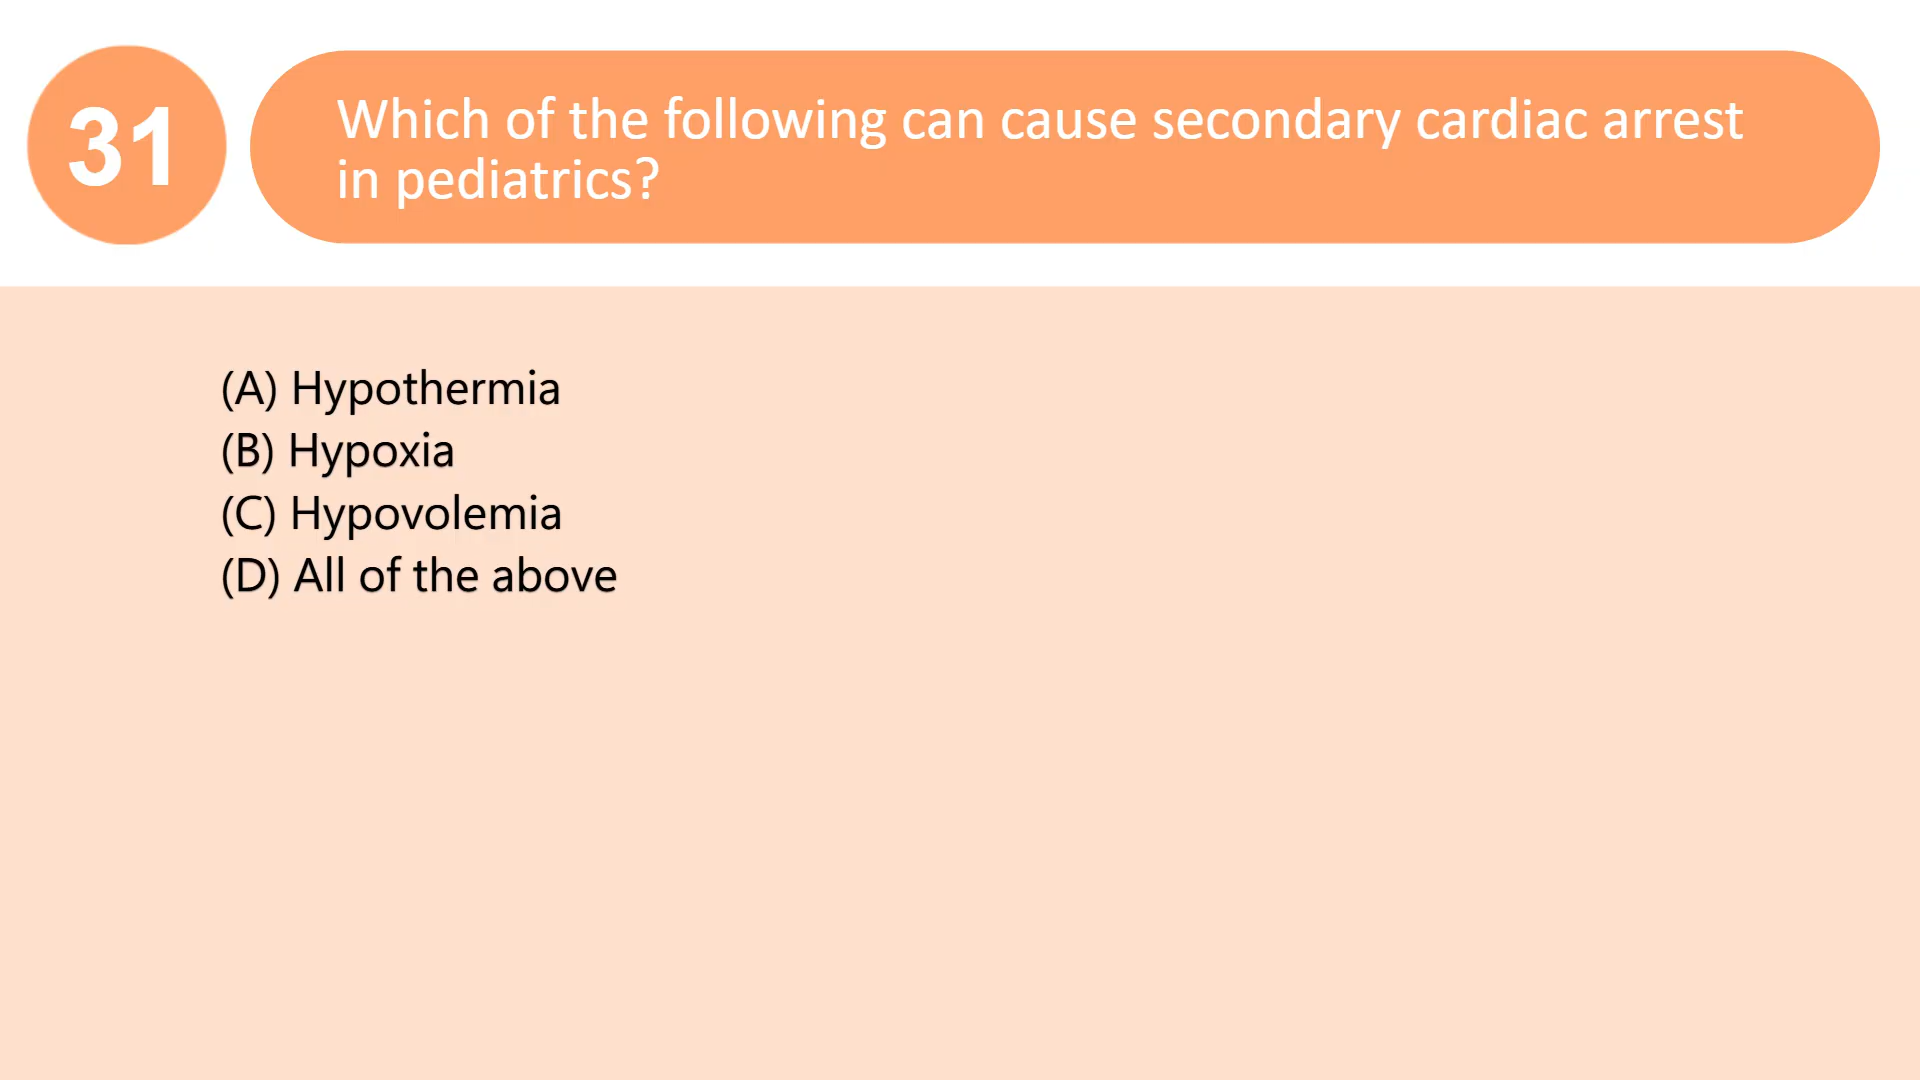 31
Which of the following can cause secondary cardiac arrest
in pediatrics?
(A) Hypothermia
(B) Hypoxia
(C) Hypovolemia
(D) All of the above